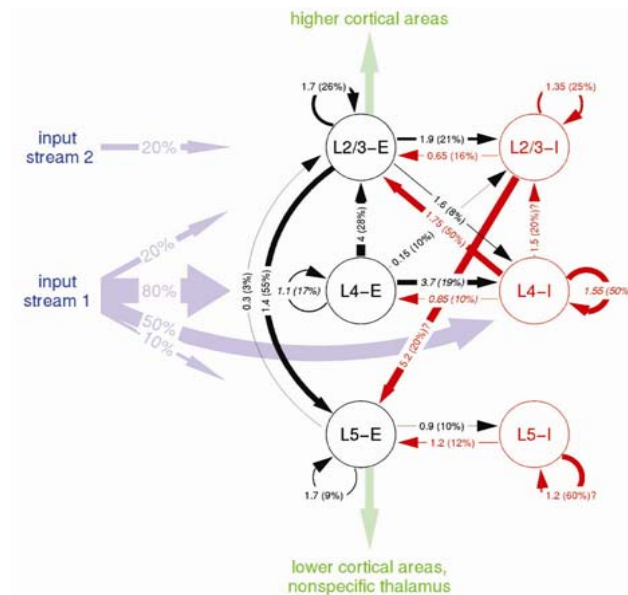 higher cortical areas
1.7 (26%)
1.35 (25%)
input
stream 2
20%
L2/3–E
1.9 (21%)
0.65 (16%)
L2/3–I
1.6 (8%)
1.75 (50%)
4 (28%)
0.15 (10%)
1.5 (20%)?
20%
input
stream 1
80%
50%
10%
0.3 (3%)
1.4 (55%)
1.1 (17%)
L4–E
3.7 (19%)
0.85 (10%)
L4–I
1.55 (50%)
5.2 (20%)?
L5–E
0.9 (10%)
1.2 (12%)
L5–I
1.7 (9%)
1.2 (60%)?
lower cortical areas,
nonspecific thalamus